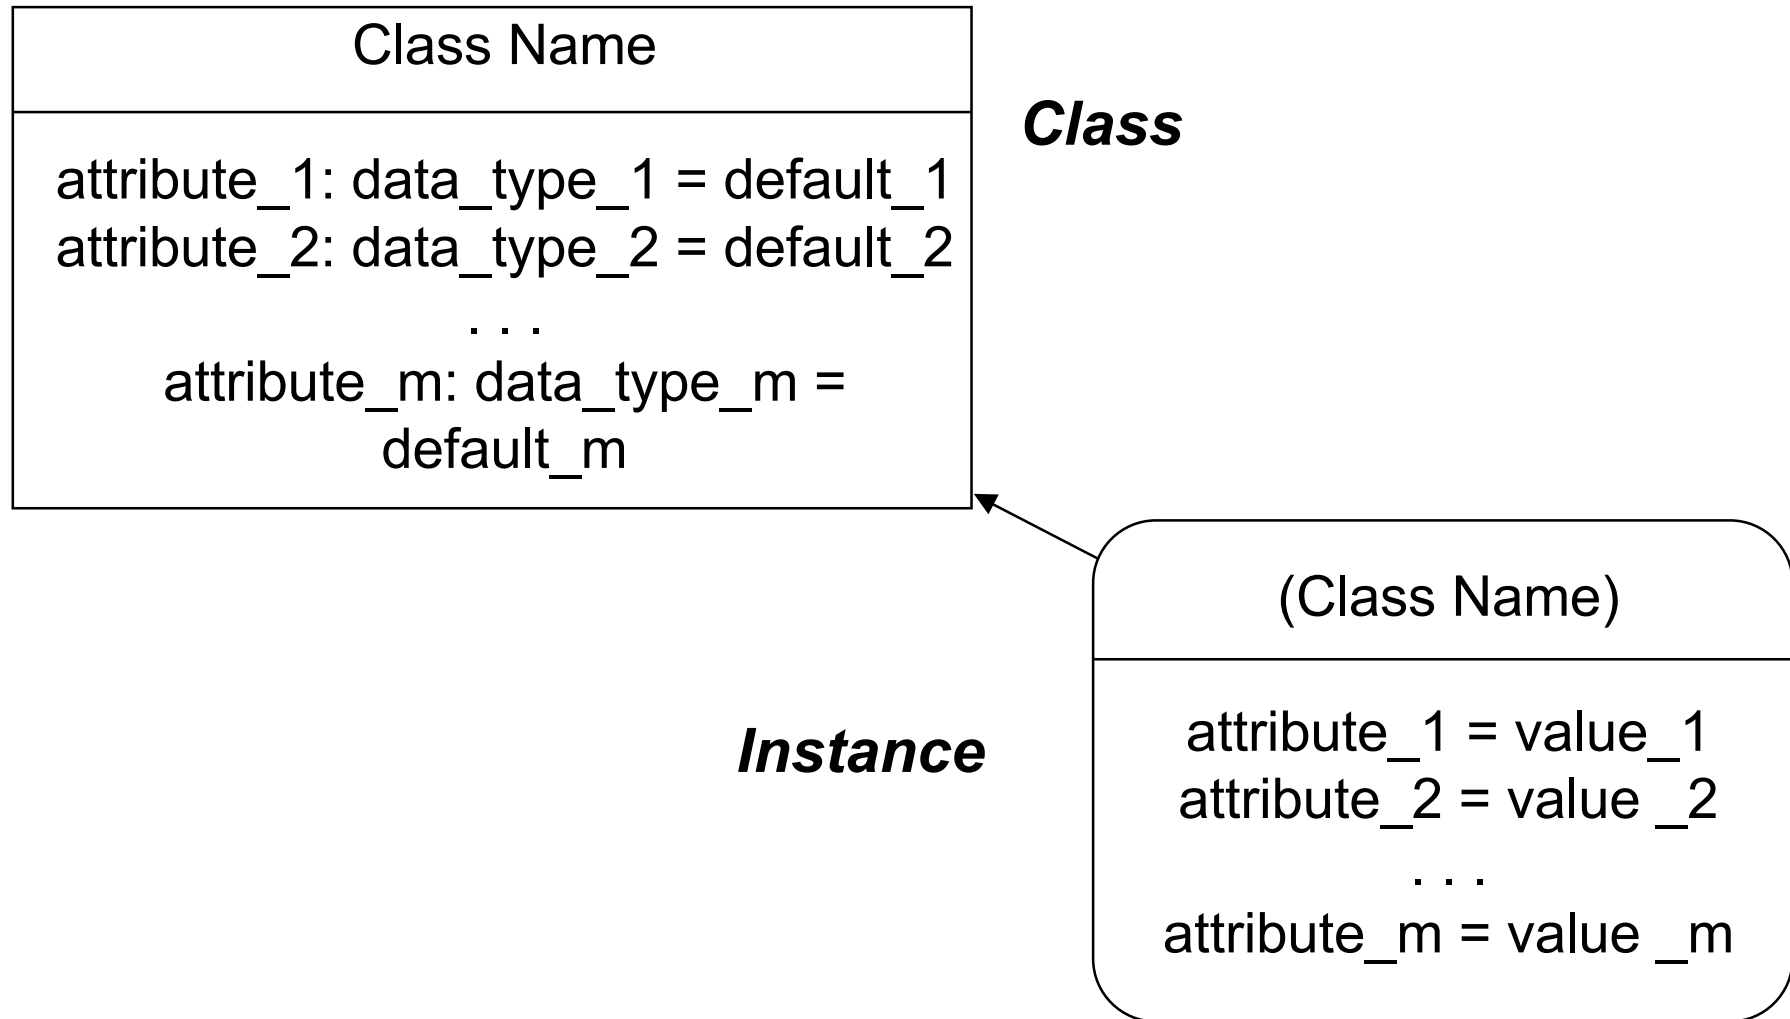 Class Name
Class
attribute_1: data_type_1 = default_1
attribute_2: data_type_2 = default_2
. . .
attribute_m: data_type_m =
default_m
(Class Name)
Instance
attribute_1 = value_1
attribute_2 = value _2
. . .
attribute_m = value _m